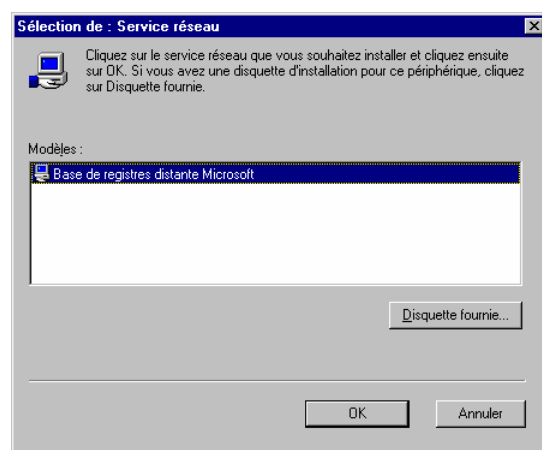 Sélection de : Service réseau
Cliquez sur le service réseau que vous souhaitez installer et cliquez ensuite
sur OK. Si vous avez une disquette d'installation pour ce périphérique, cliquez
sur Disquette fournie.
Modèles :
Base de registres distante Microsoft
Disquette fournie...
OK
Annuler